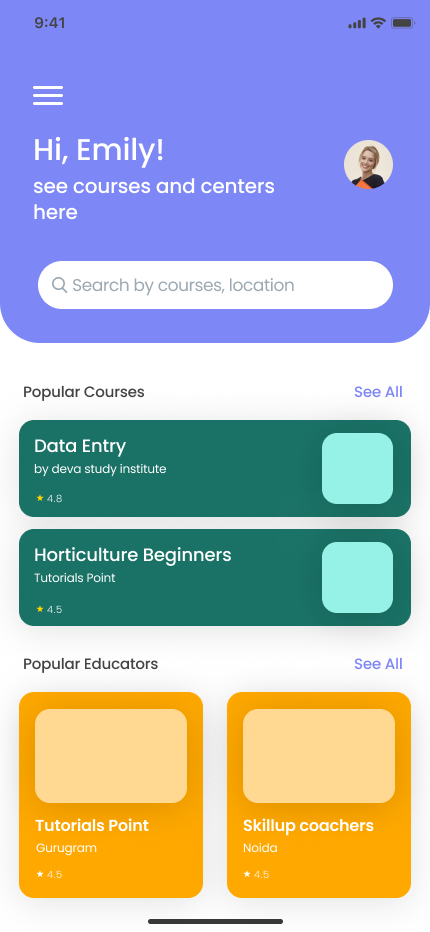 9:41
Hi, Emily!
see courses and centers
here
Search by courses, location
Popular Courses See All
Data Entry
by deva study institute
4.8
Horticulture Beginners
Tutorials Point
4.5
Popular Educators See All
Tutorials Point
Gurugram
4.5
Skillup coachers
Noida
4.5